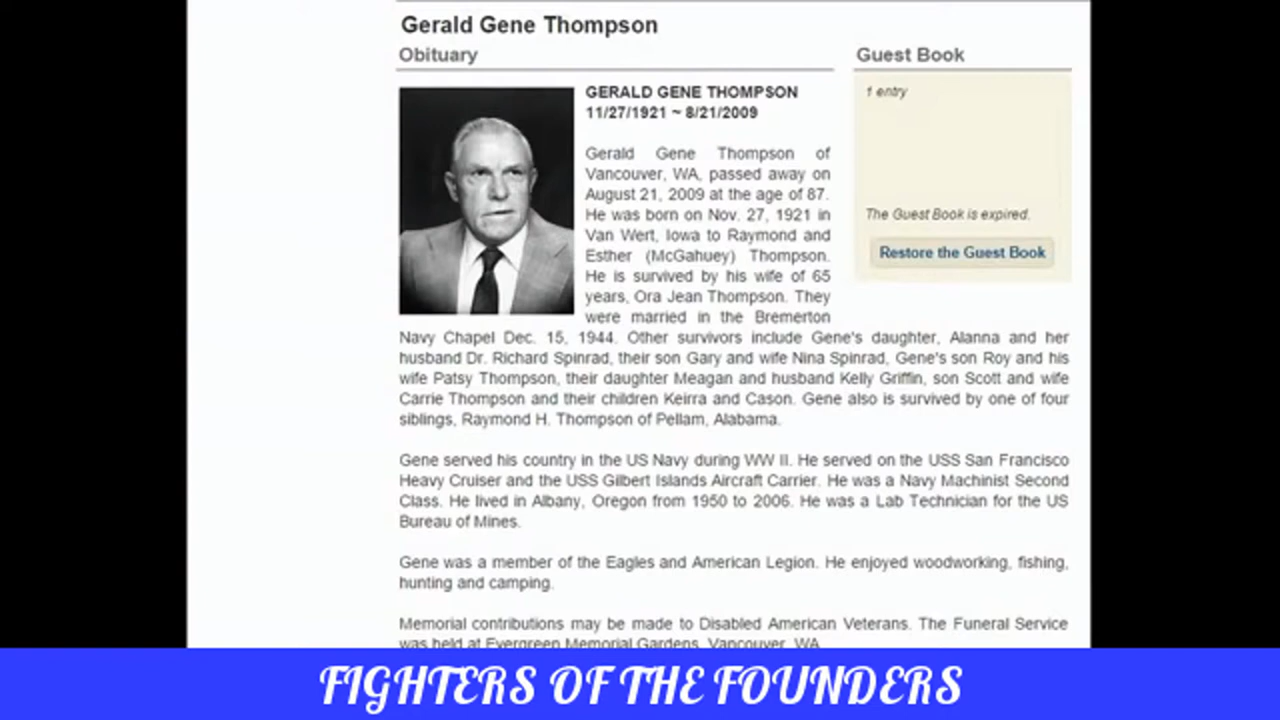 Gerald Gene Thompson
Obituary
Guest Book
GERALD GENE THOMPSON
11/27/1921 ~ 8/21/2009
Gerald Gene Thompson of
Vancouver, WA, passed away on
August 21, 2009 at the age of 87.
He was born on Nov. 27, 1921 in
Van Wert, Iowa to Raymond and
Esther (McGahuey) Thompson.
He is survived by his wife of 65
years, Ora Jean Thompson. They
were married in the Bremerton
Navy Chapel Dec. 15, 1944. Other survivors include Gene's daughter, Alanna and her
husband Dr. Richard Spinrad, their son Gary and wife Nina Spinrad, Gene's son Roy and his
wife Patsy Thompson, their daughter Meagan and husband Kelly Griffin, son Scott and wife
Carrie Thompson and their children Keirra and Cason. Gene also is survived by one of four
siblings, Raymond H. Thompson of Pellam, Alabama.
Gene served his country in the US Navy during WW II. He served on the USS San Francisco
Heavy Cruiser and the USS Gilbert Islands Aircraft Carrier. He was a Navy Machinist Second
Class. He lived in Albany, Oregon from 1950 to 2006. He was a Lab Technician for the US
Bureau of Mines.
Gene was a member of the Eagles and American Legion. He enjoyed woodworking, fishing,
hunting and camping.
Memorial contributions may be made to Disabled American Veterans. The Funeral Service
was held at Evergreen Memorial Gardens, Vancouver, WA
1 entry
The Guest Book is expired.
Restore the Guest Book
FIGHTERS OF THE FOUNDERS